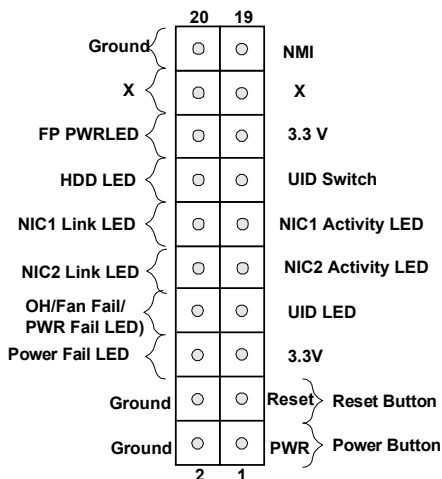 20 19
Ground NMI
X X
FP PWRLED 3.3 V
HDD LED UID Switch
NIC1 Link LED NIC1 Activity LED
NIC2 Link LED NIC2 Activity LED
OH/Fan Fail/
PWR Fail LED) UID LED
Power Fail LED 3.3V
Ground Reset Reset Button
Ground PWR Power Button
2 1